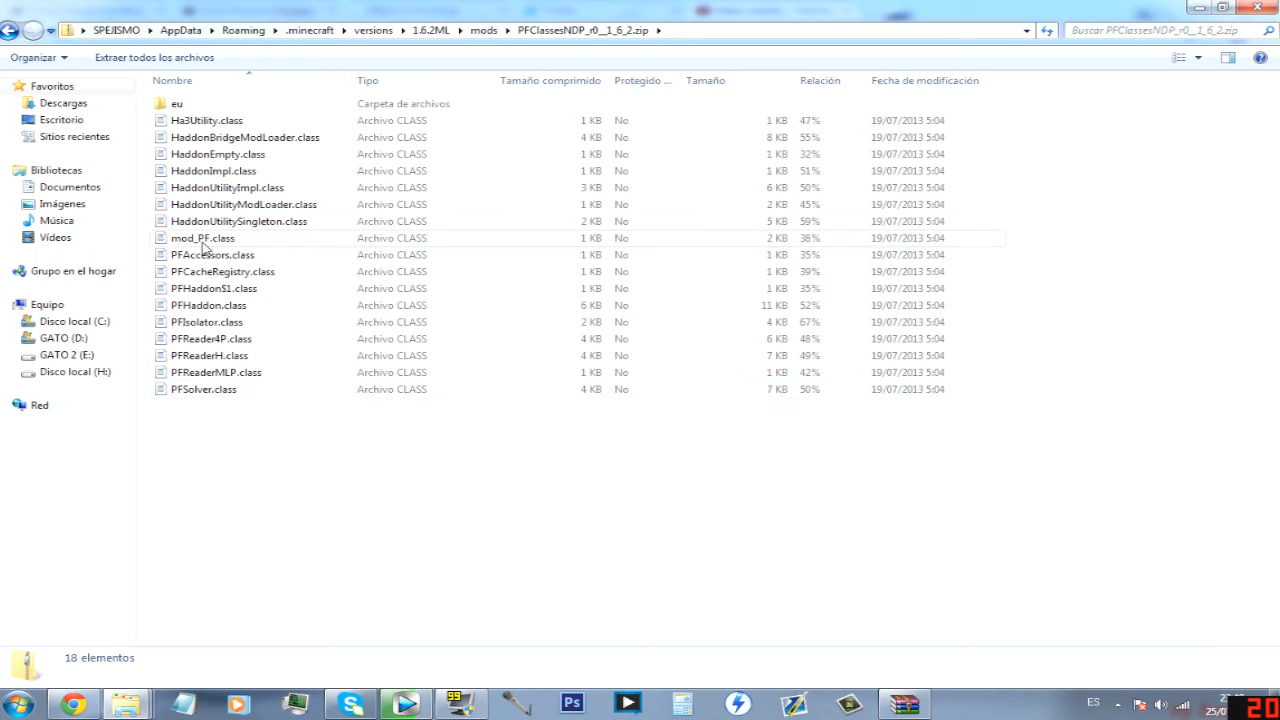 SPEJISMO AppData Roaming .minecraft versions 1.6.2ML mods PFClassesNDP_r0__1_6_2.zip Buscar PFClassesNDP_r0__1_6_2.zip
Organizar Extraer todos los archivos
Nombre Tipo Tamaño comprimido Protegido ... Tamaño Relación Fecha de modificación
Favoritos
Descargas
Escritorio
Sitios recientes
Bibliotecas
Documentos
Imágenes
Música
Vídeos
Grupo en el hogar
Equipo
Disco local (C:)
GATO (D:)
GATO 2 (E:)
Disco local (H:)
Red
eu Carpeta de archivos
Ha3Utility.class Archivo CLASS 1 KB No 1 KB 47% 19/07/2013 5:04
HaddonBridgeModLoader.class Archivo CLASS 4 KB No 8 KB 55% 19/07/2013 5:04
HaddonEmpty.class Archivo CLASS 1 KB No 1 KB 32% 19/07/2013 5:04
HaddonImpl.class Archivo CLASS 1 KB No 1 KB 51% 19/07/2013 5:04
HaddonUtilityImpl.class Archivo CLASS 3 KB No 6 KB 50% 19/07/2013 5:04
HaddonUtilityModLoader.class Archivo CLASS 1 KB No 2 KB 45% 19/07/2013 5:04
HaddonUtilitySingleton.class Archivo CLASS 2 KB No 5 KB 59% 19/07/2013 5:04
mod_PF.class Archivo CLASS 1 KB No 2 KB 38% 19/07/2013 5:04
PFAccessors.class Archivo CLASS 1 KB No 1 KB 35% 19/07/2013 5:04
PFCacheRegistry.class Archivo CLASS 1 KB No 1 KB 39% 19/07/2013 5:04
PFHaddon$1.class Archivo CLASS 1 KB No 1 KB 35% 19/07/2013 5:04
PFHaddon.class Archivo CLASS 6 KB No 11 KB 52% 19/07/2013 5:04
PFIsolator.class Archivo CLASS 2 KB No 4 KB 67% 19/07/2013 5:04
PFReader4P.class Archivo CLASS 4 KB No 6 KB 48% 19/07/2013 5:04
PFReaderH.class Archivo CLASS 4 KB No 7 KB 49% 19/07/2013 5:04
PFReaderMLP.class Archivo CLASS 1 KB No 1 KB 42% 19/07/2013 5:04
PFSolver.class Archivo CLASS 4 KB No 7 KB 50% 19/07/2013 5:04
18 elementos
99
Ps
ES
25/07
20